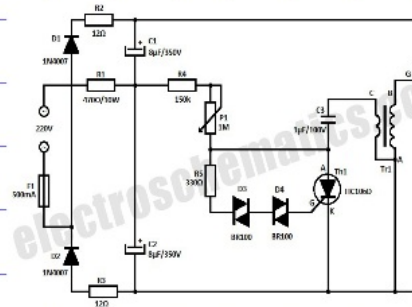 R2
12Ω
D1
1N4007
C1
8µF/350V
R1
470Ω/10W
R4
150k
P1
1M
220V
C3
1µF/100V
C
B
G
A
Tr1
R5
330Ω
D3
D4
BR100
BR100
A
Th1
TIC106D
G
K
F1
500mA
D2
1N4007
C2
8µF/350V
R3
12Ω
electroschematics.co